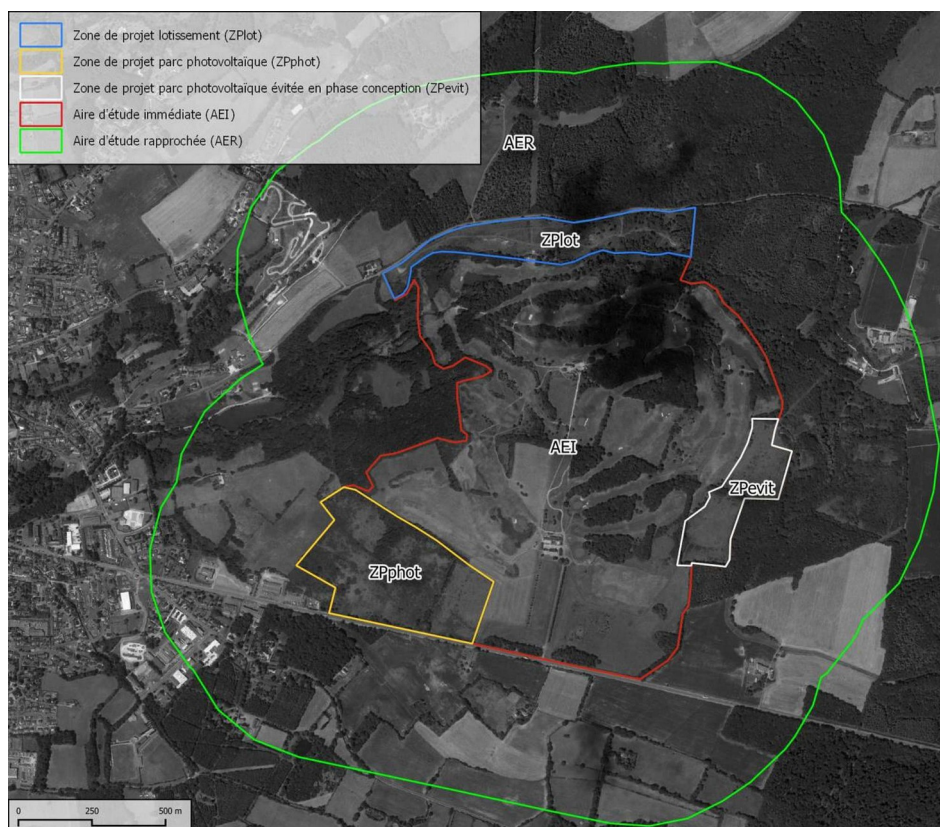 Zone de projet lotissement (ZPlot)
Zone de projet parc photovoltaïque (ZPphot)
Zone de projet parc photovoltaïque évitée en phase conception (ZPevit)
Aire d'étude immédiate (AEI)
Aire d'étude rapprochée (AER)
AER
ZPlot
AEI
ZPevit
ZPphot
0 250 500 m